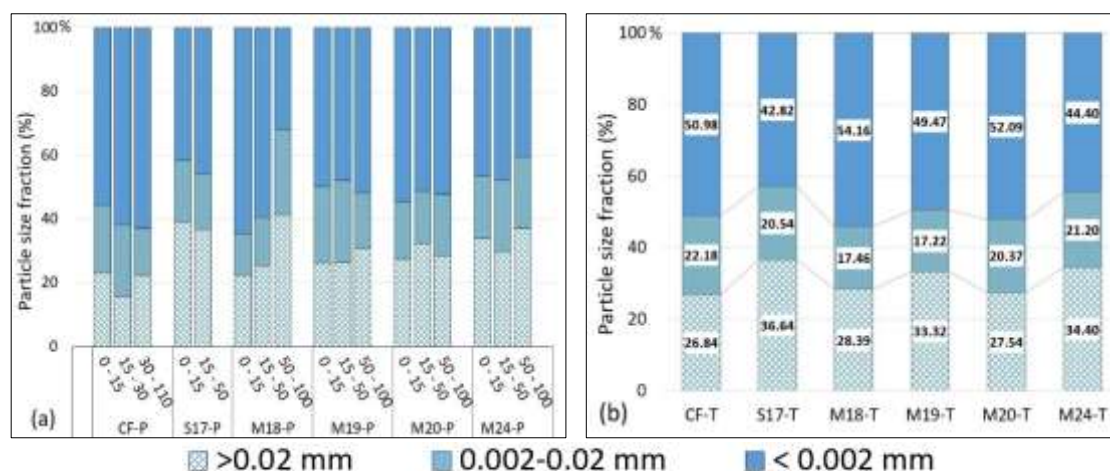 100%
80
60
40
20
0
Particle size fraction (%)
0 - 15
15 - 30
30 - 110
0 - 15
15 - 50
0 - 15
15 - 50
50 - 100
0 - 15
15 - 50
50 - 100
0 - 15
15 - 50
50 - 100
0 - 15
15 - 50
50 - 100
(a)
CF-P S17-P M18-P M19-P M20-P M24-P
100%
80
60
40
20
0
Particle size fraction (%)
50.98 42.82 54.16 49.47 52.09 44.40
22.18 20.54 17.46 17.22 20.37 21.20
26.84 36.64 28.39 33.32 27.54 34.40
(b)
CF-T S17-T M18-T M19-T M20-T M24-T
>0.02 mm 0.002-0.02 mm < 0.002 mm